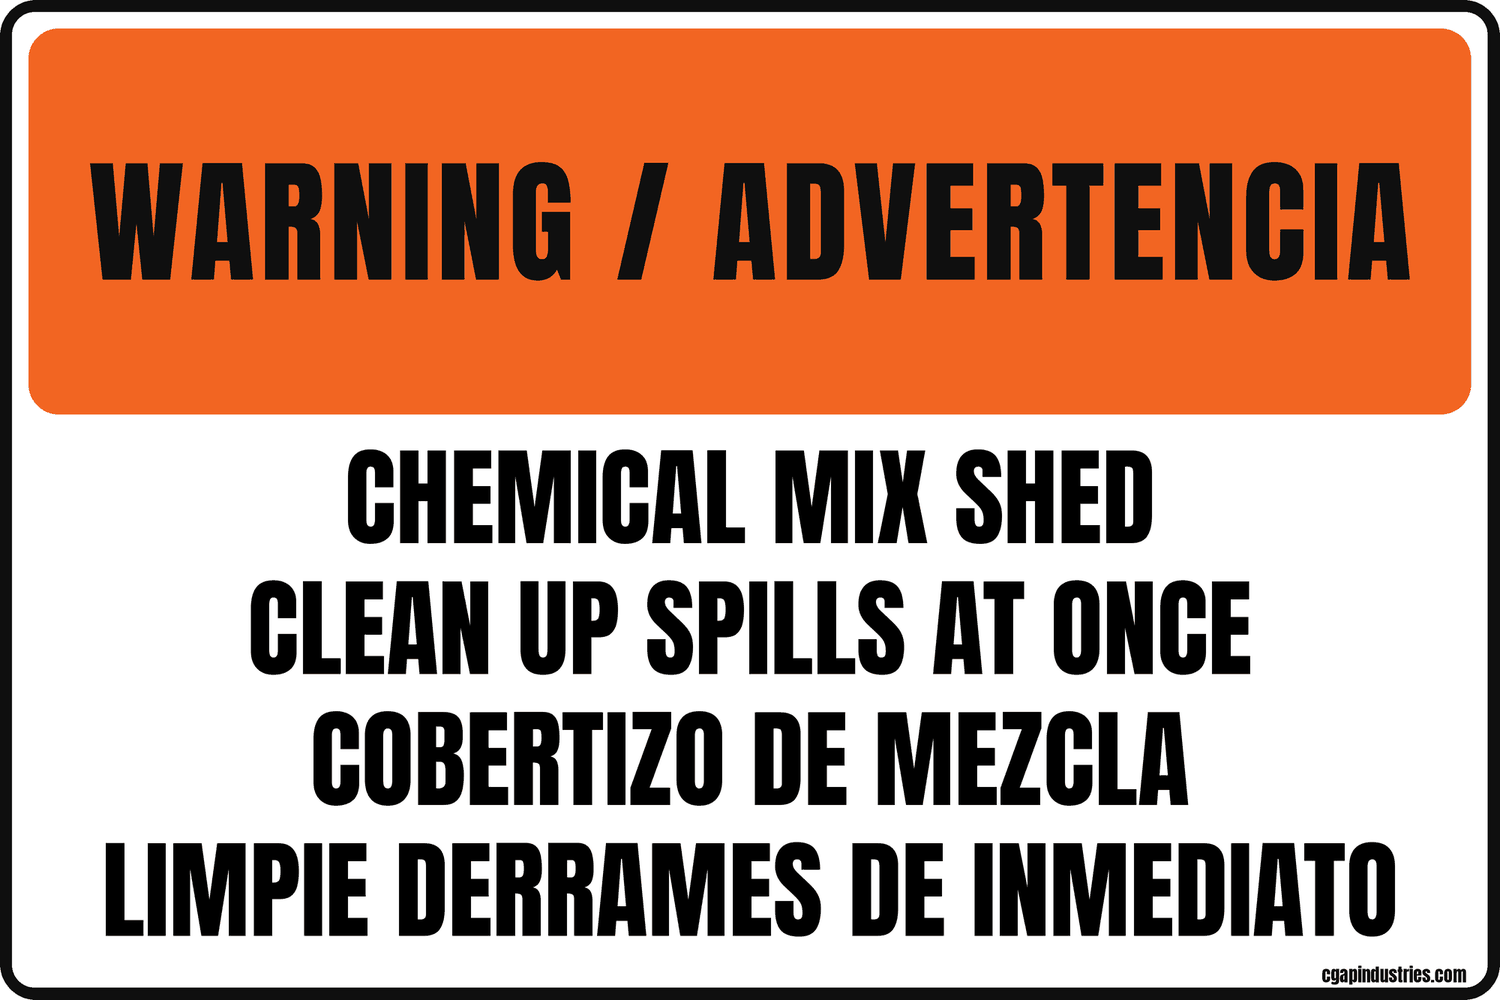 WARNING / ADVERTENCIA
CHEMICAL MIX SHED
CLEAN UP SPILLS AT ONCE
COBERTIZO DE MEZCLA
LIMPIE DERRAMES DE INMEDIATO
cgapindustries.com